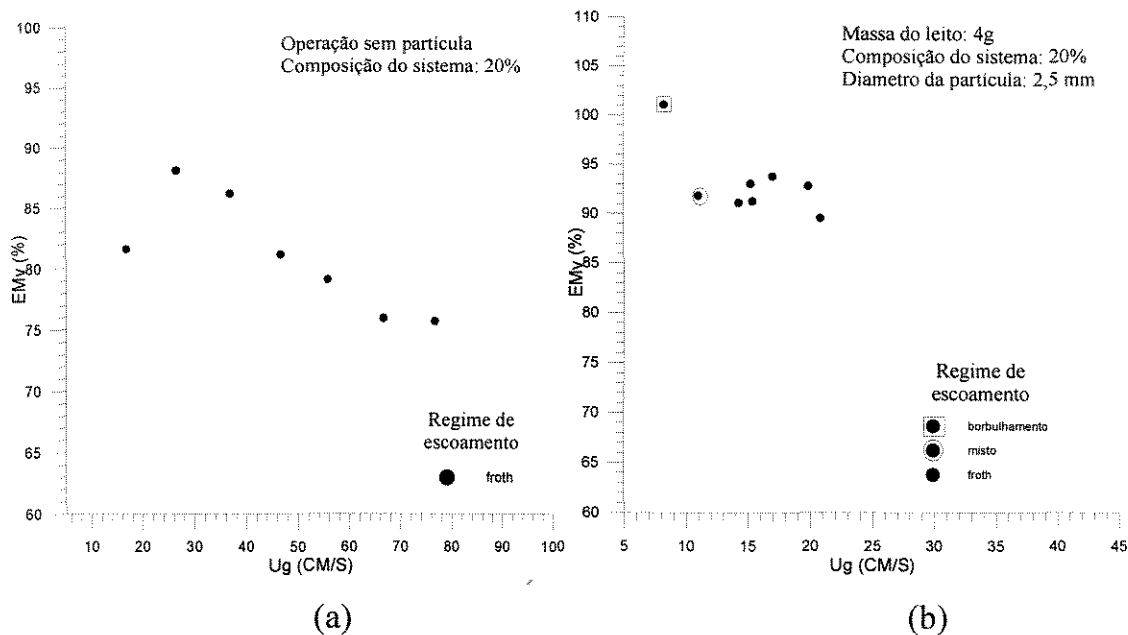 100
95
90
85
80
75
70
65
60
EMv (%)
Operação sem partícula
Composição do sistema: 20%
Regime de
escoamento
froth
10 20 30 40 50 60 70 80 90 100
Ug (CM/S)
(a)
110
105
100
95
90
85
80
75
70
65
60
EMv (%)
Massa do leito: 4g
Composição do sistema: 20%
Diametro da partícula: 2,5 mm
Regime de
escoamento
borbulhamento
misto
froth
5 10 15 20 25 30 35 40 45
Ug (CM/S)
(b)